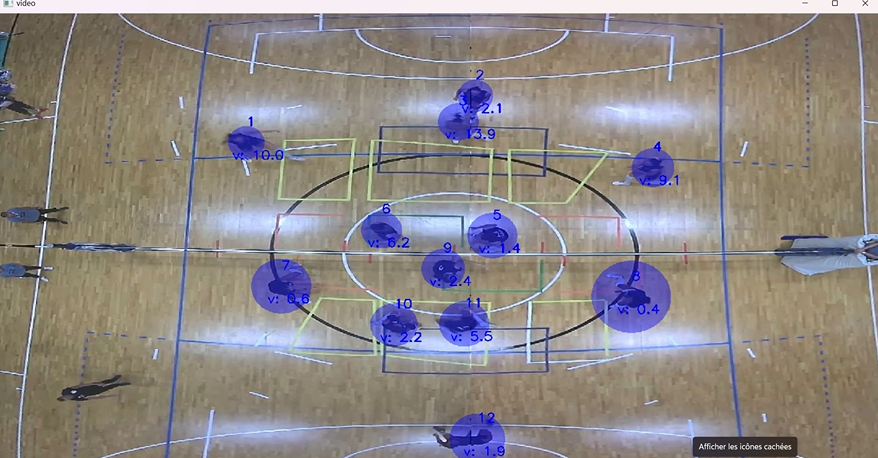 video
2
v: 2.1
3
v: 13.9
1
v: 10.0
4
v: 9.1
6
v: 6.2
5
v: 1.4
9
v: 2.4
7
v: 0.6
8
v: 0.4
10
v: 2.2
11
v: 5.5
12
v: 1.9
Afficher les icônes cachées